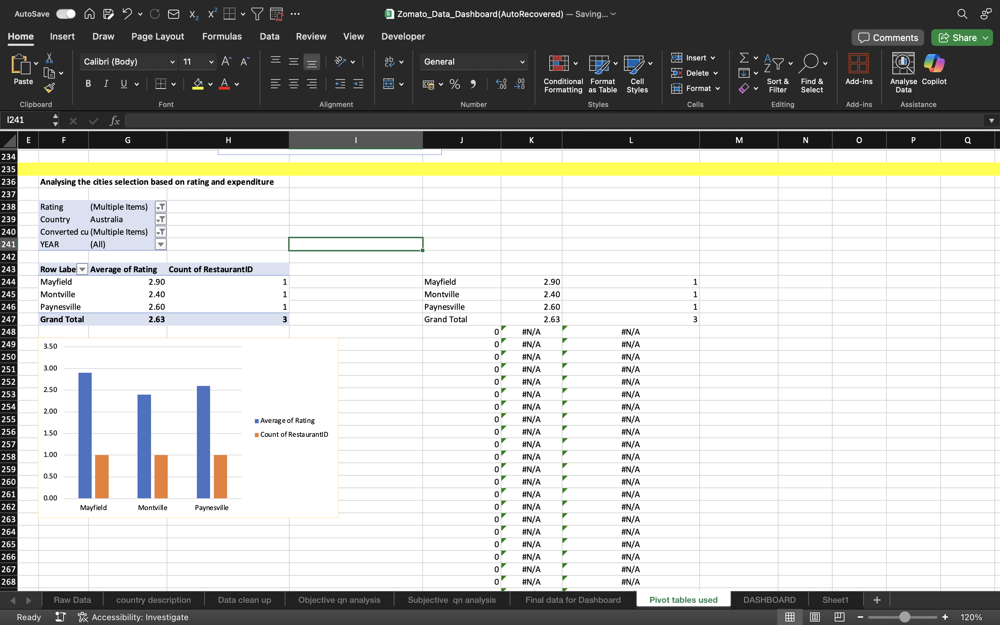 AutoSave
X2 X2
Zomato_Data_Dashboard(AutoRecovered) — Saving...
Home Insert Draw Page Layout Formulas Data Review View Developer Comments Share
Paste Calibri (Body) 11 General
Conditional Formatting Format as Table Cell Styles
Insert
Delete
Format
Sort & Filter Find & Select Add-ins Analyse Data Copilot
Clipboard Font Alignment Number Styles Cells Editing Add-ins Assistance
I241 fx
E F G H I J K L M N O P Q
234
235
236 Analysing the cities selection based on rating and expenditure
237
238 Rating (Multiple Items)
239 Country Australia
240 Converted cu (Multiple Items)
241 YEAR (All)
242
243 Row Labe Average of Rating Count of RestaurantID
244 Mayfield 2.90 1 Mayfield 2.90 1
245 Montville 2.40 1 Montville 2.40 1
246 Paynesville 2.60 1 Paynesville 2.60 1
247 Grand Total 2.63 3 Grand Total 2.63 3
248 0 #N/A #N/A
249 0 #N/A #N/A
250 0 #N/A #N/A
251 0 #N/A #N/A
252 0 #N/A #N/A
253 0 #N/A #N/A
254 0 #N/A #N/A
255 0 #N/A #N/A
256 0 #N/A #N/A
257 0 #N/A #N/A
258 0 #N/A #N/A
259 0 #N/A #N/A
260 0 #N/A #N/A
261 0 #N/A #N/A
262 0 #N/A #N/A
263 0 #N/A #N/A
264 0 #N/A #N/A
265 0 #N/A #N/A
266 0 #N/A #N/A
267 0 #N/A #N/A
268 0 #N/A #N/A
3.50
3.00
2.50
2.00
1.50
1.00
0.50
0.00
Mayfield Montville Paynesville
Average of Rating
Count of RestaurantID
Raw Data country description Data clean up Objective qn analysis Subjective qn analysis Final data for Dashboard Pivot tables used DASHBOARD Sheet1 +
Ready Accessibility: Investigate − + 120%